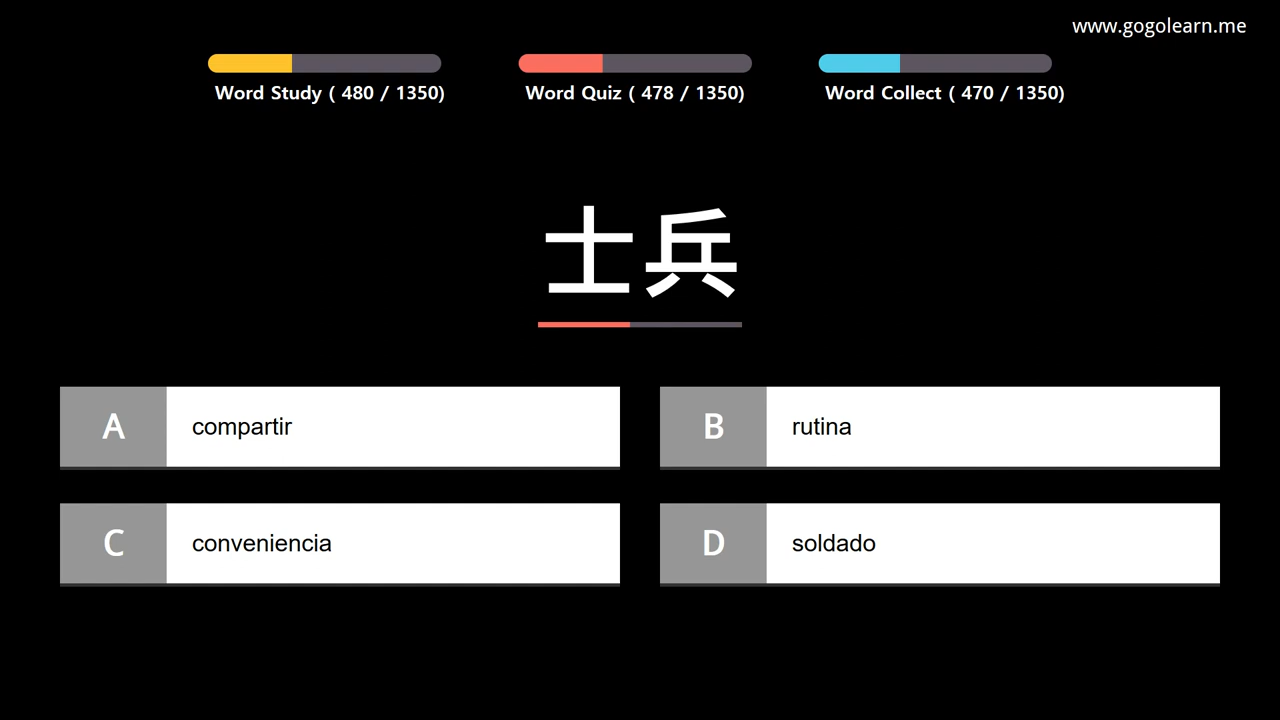 www.gogolearn.me
Word Study ( 480 / 1350)
Word Quiz ( 478 / 1350)
Word Collect ( 470 / 1350)
士兵
A compartir
B rutina
C conveniencia
D soldado